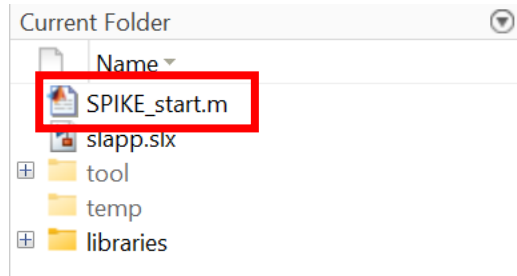 Current Folder
Name
SPIKE_start.m
slapp.slx
tool
temp
libraries